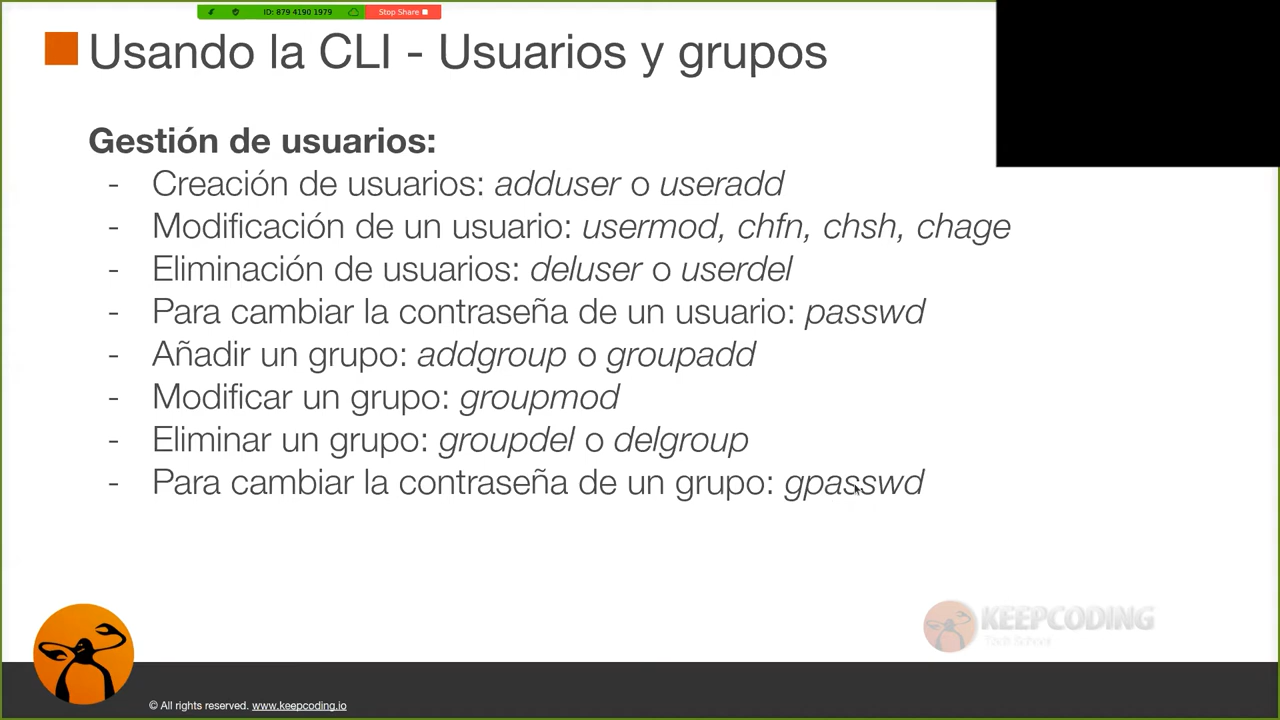 ID: 879 4190 1979 Stop Share
Usando la CLI - Usuarios y grupos
Gestión de usuarios:
- Creación de usuarios: adduser o useradd
- Modificación de un usuario: usermod, chfn, chsh, chage
- Eliminación de usuarios: deluser o userdel
- Para cambiar la contraseña de un usuario: passwd
- Añadir un grupo: addgroup o groupadd
- Modificar un grupo: groupmod
- Eliminar un grupo: groupdel o delgroup
- Para cambiar la contraseña de un grupo: gpasswd
KEEPCODING
Tech School
© All rights reserved. www.keepcoding.io